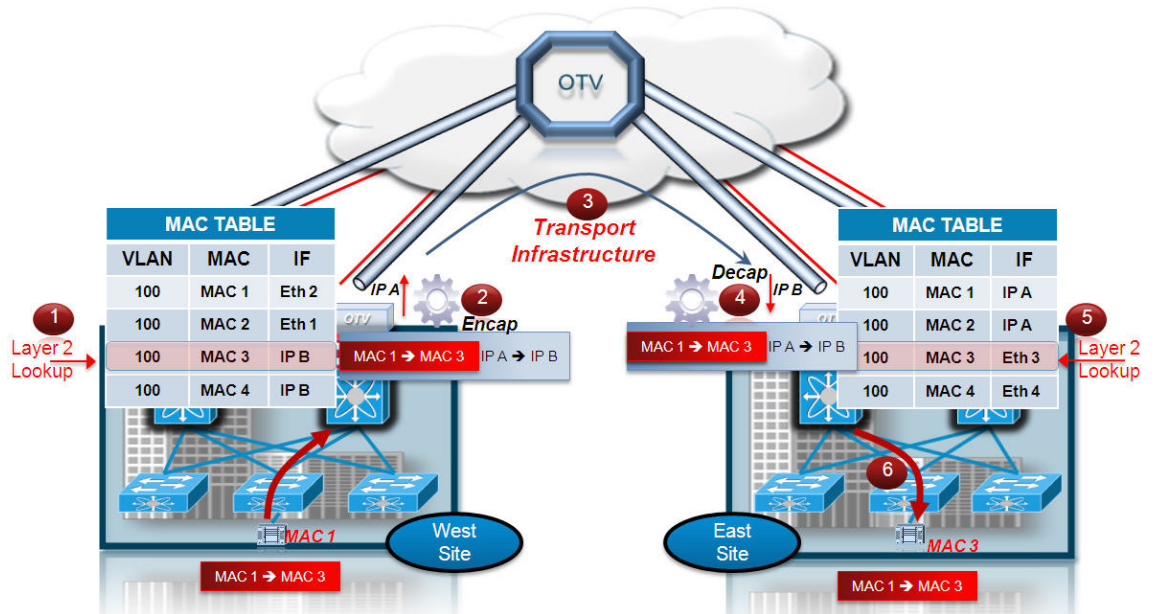 OTV
3
Transport
Infrastructure
MAC TABLE
VLAN MAC IF
100 MAC 1 Eth 2
100 MAC 2 Eth 1
100 MAC 3 IP B
100 MAC 4 IP B
1
Layer 2
Lookup
IP A
OTV
2
Encap
MAC 1 → MAC 3 IP A → IP B
MAC 1
West
Site
MAC 1 → MAC 3
Decap
4
IP B
MAC 1 → MAC 3 IP A → IP B
MAC TABLE
VLAN MAC IF
100 MAC 1 IP A
100 MAC 2 IP A
100 MAC 3 Eth 3
100 MAC 4 Eth 4
5
Layer 2
Lookup
6
East
Site
MAC 3
MAC 1 → MAC 3